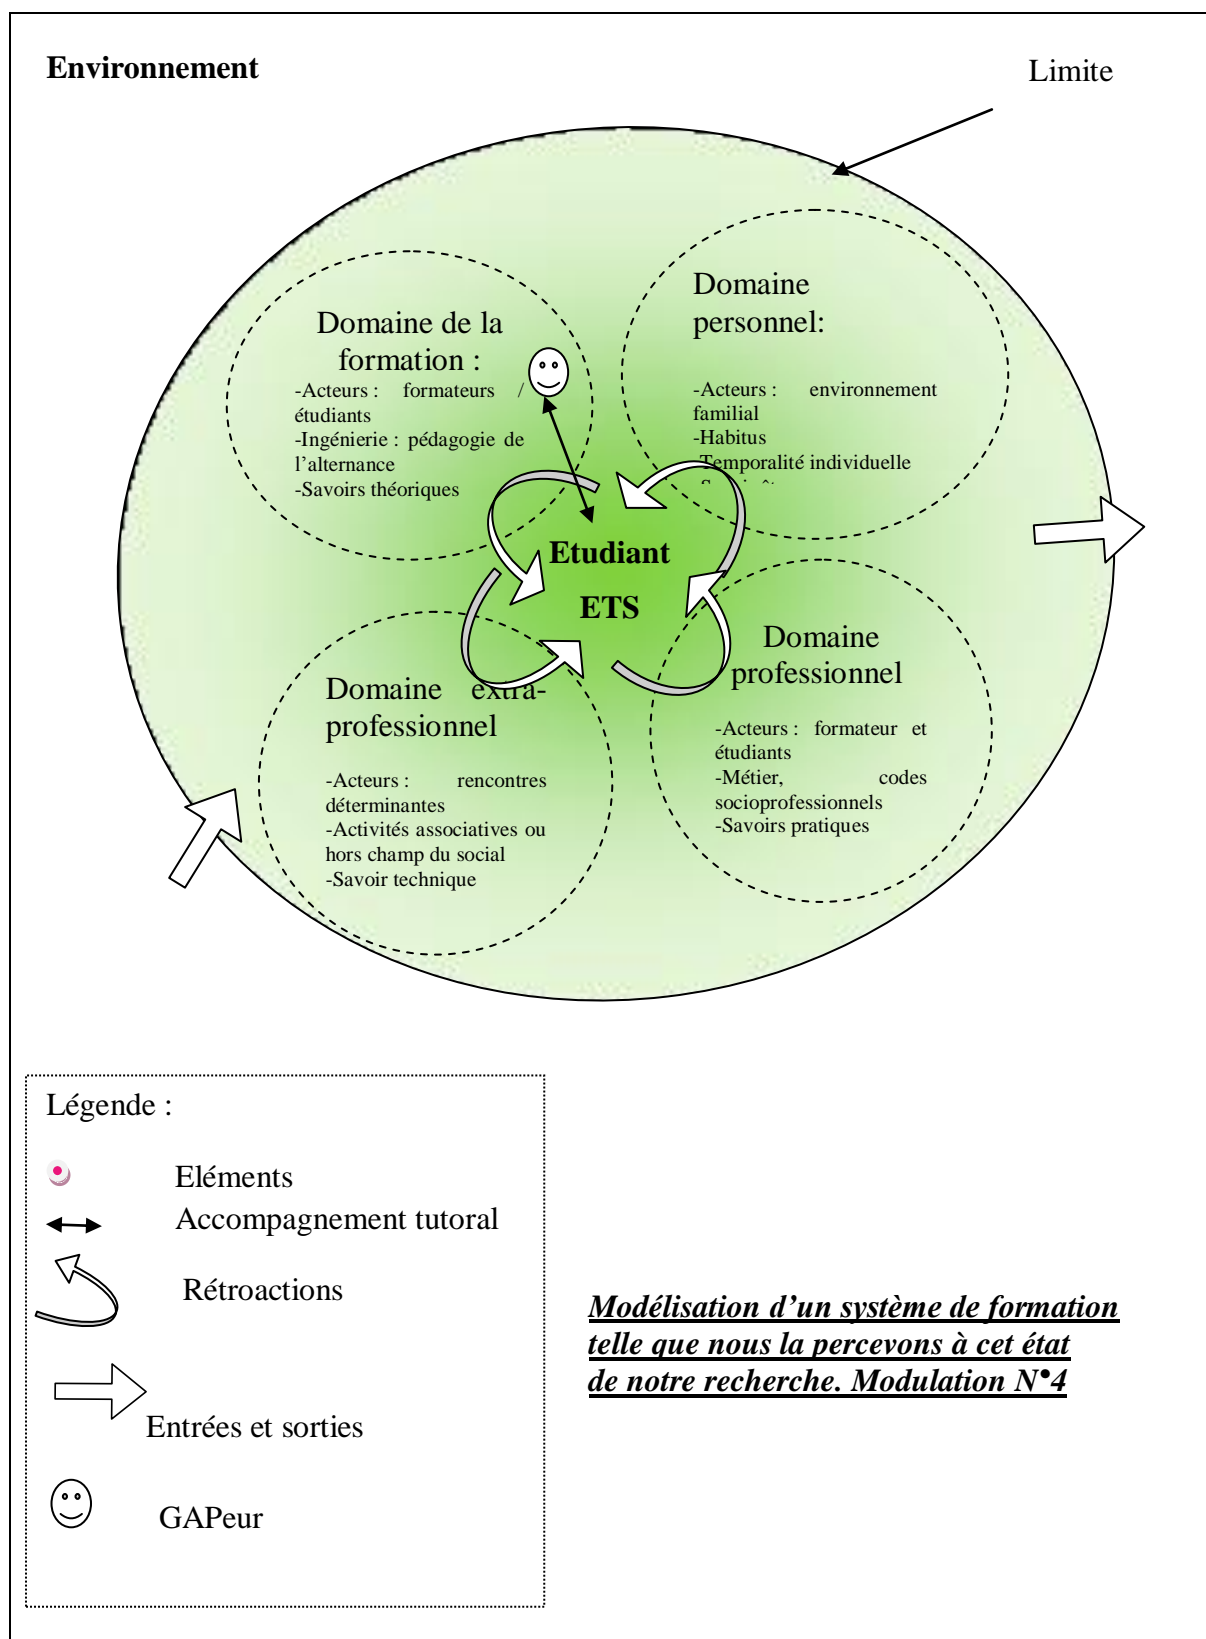 Environnement
Limite
Domaine de la
formation :
-Acteurs : formateurs /
étudiants
-Ingénierie : pédagogie de
l’alternance
-Savoirs théoriques
Domaine
personnel:
-Acteurs : environnement
familial
-Habitus
-Temporalité individuelle
Etudiant
ETS
Domaine extra-
professionnel
-Acteurs : rencontres
déterminantes
-Activités associatives ou
hors champ du social
-Savoir technique
Domaine
professionnel
-Acteurs : formateur et
étudiants
-Métier, codes
socioprofessionnels
-Savoirs pratiques
Légende :
Eléments
Accompagnement tutoral
Rétroactions
Entrées et sorties
GAPeur
Modélisation d’un système de formation
telle que nous la percevons à cet état
de notre recherche. Modulation N°4